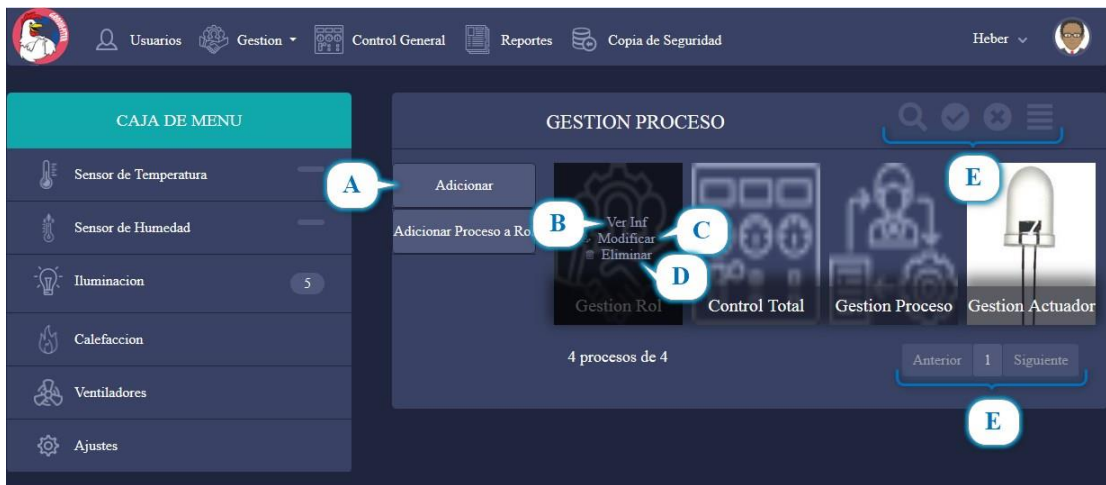 Usuarios Gestion Control General Reportes Copia de Seguridad Heber
CAJA DE MENU
GESTION PROCESO
E
Sensor de Temperatura
A
Adicionar
Sensor de Humedad
Adicionar Proceso a Ro
B
Ver Inf
Modificar
C
Eliminar
D
Iluminacion 5
Gestion Rol Control Total Gestion Proceso Gestion Actuador
Calefaccion
4 procesos de 4
Anterior 1 Siguiente
E
Ventiladores
Ajustes